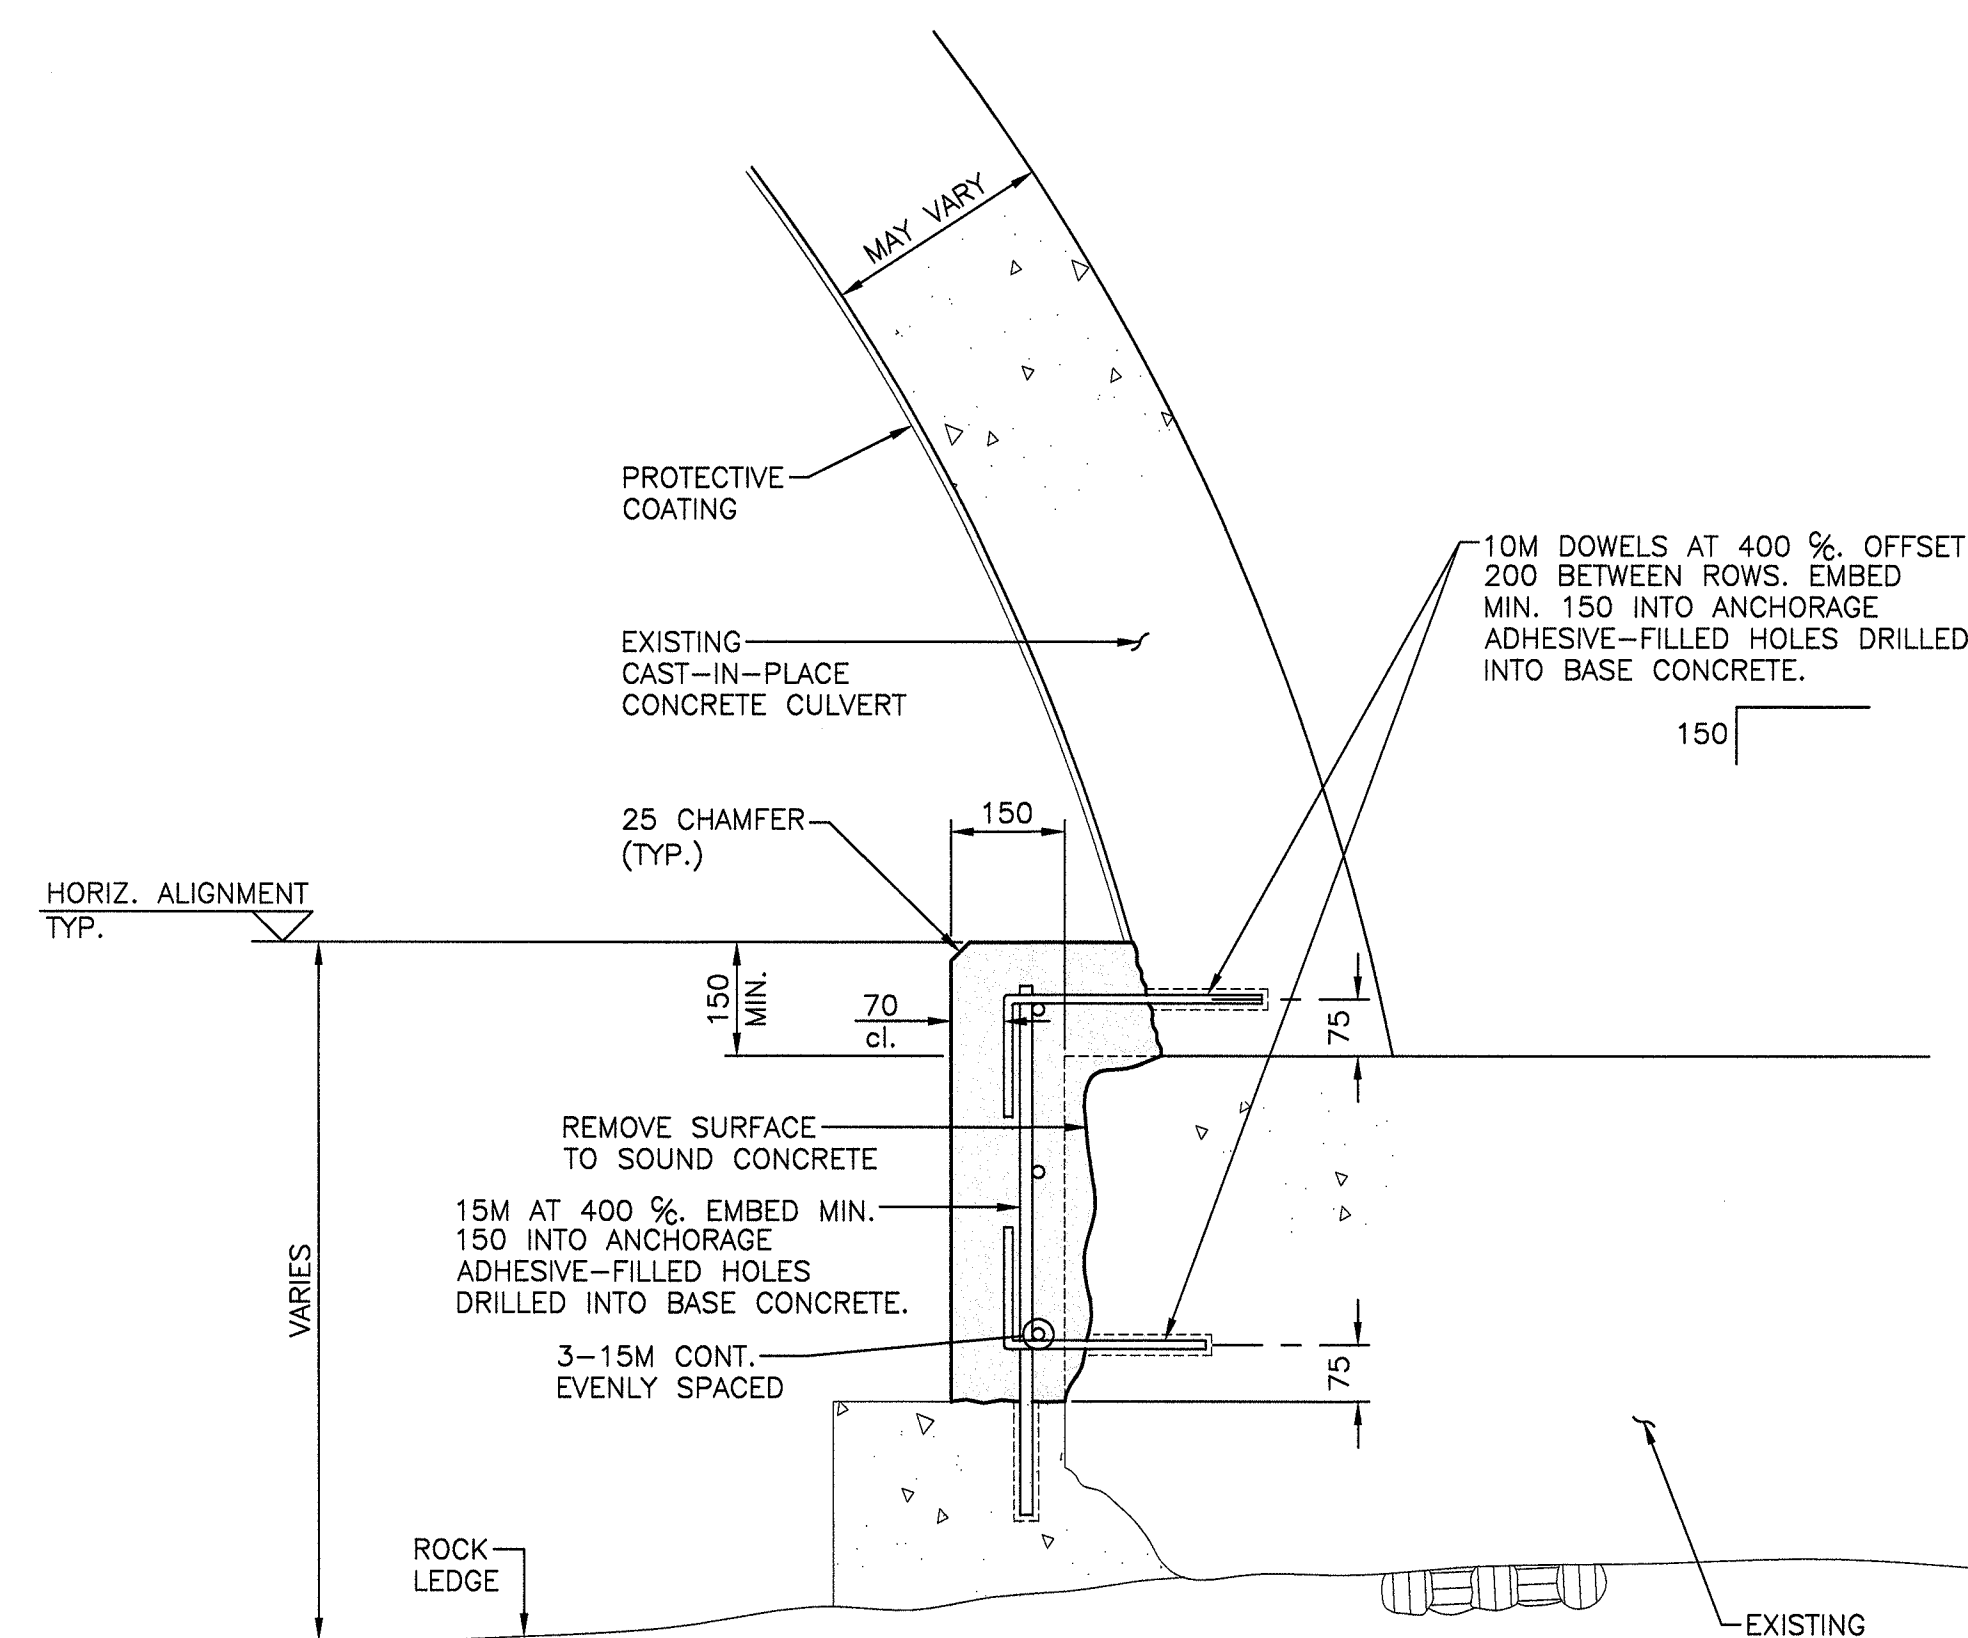 MAY VARY
PROTECTIVE
COATING
10M DOWELS AT 400 ℅. OFFSET
200 BETWEEN ROWS. EMBED
MIN. 150 INTO ANCHORAGE
ADHESIVE-FILLED HOLES DRILLED
INTO BASE CONCRETE.
150
EXISTING
CAST-IN-PLACE
CONCRETE CULVERT
25 CHAMFER
(TYP.)
150
HORIZ. ALIGNMENT
TYP.
150
MIN.
70
cl.
75
REMOVE SURFACE
TO SOUND CONCRETE
15M AT 400 ℅. EMBED MIN.
150 INTO ANCHORAGE
ADHESIVE-FILLED HOLES
DRILLED INTO BASE CONCRETE.
VARIES
3-15M CONT.
EVENLY SPACED
75
ROCK
LEDGE
EXISTING